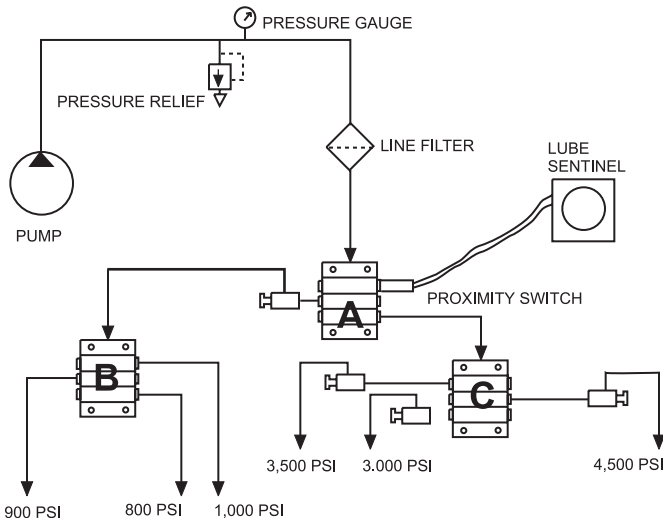 PRESSURE GAUGE
PRESSURE RELIEF
LINE FILTER
LUBE
SENTINEL
PUMP
PROXIMITY SWITCH
A
B
C
3,500 PSI
3.000 PSI
4,500 PSI
900 PSI
800 PSI
1,000 PSI